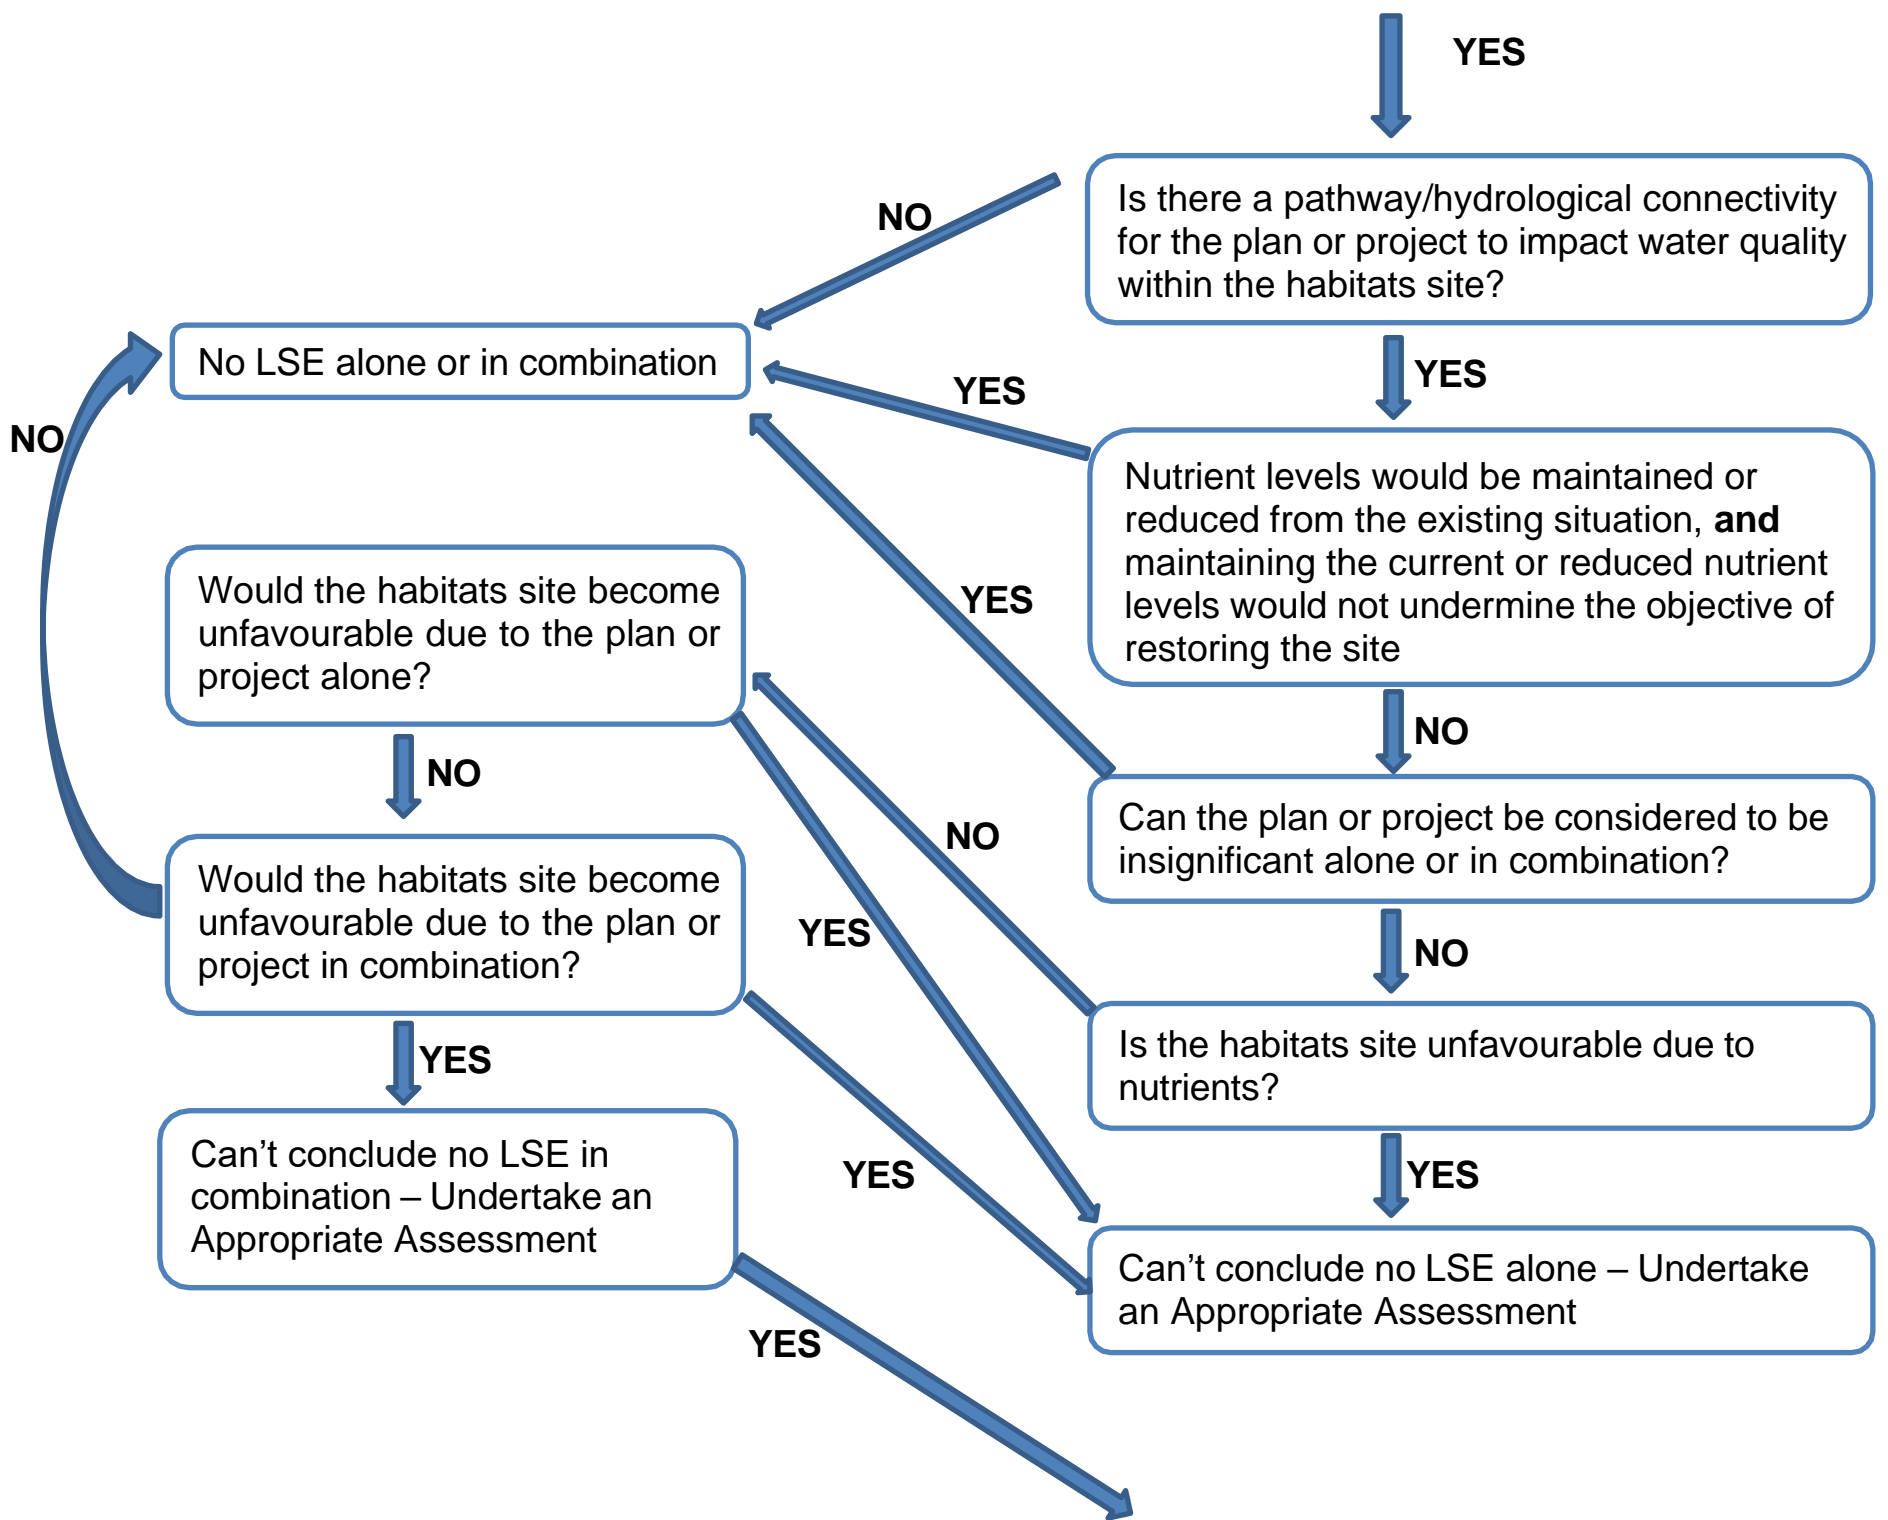 YES
Is there a pathway/hydrological connectivity
for the plan or project to impact water quality
within the habitats site?
NO
No LSE alone or in combination
YES
YES
NO
Nutrient levels would be maintained or
reduced from the existing situation, and
maintaining the current or reduced nutrient
levels would not undermine the objective of
restoring the site
YES
Would the habitats site become
unfavourable due to the plan or
project alone?
NO
NO
Can the plan or project be considered to be
insignificant alone or in combination?
NO
Would the habitats site become
unfavourable due to the plan or
project in combination?
YES
NO
Is the habitats site unfavourable due to
nutrients?
YES
Can’t conclude no LSE in
combination – Undertake an
Appropriate Assessment
YES
YES
Can’t conclude no LSE alone – Undertake
an Appropriate Assessment
YES